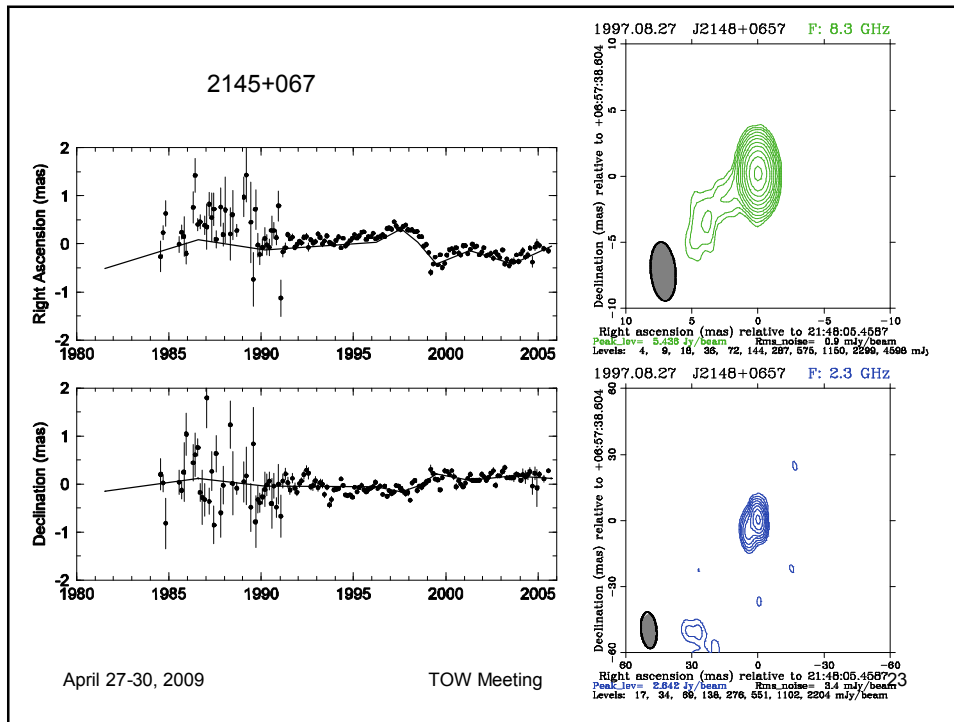 2145+067
2
1
0
-1
-2
Right Ascension (mas)
1980 1985 1990 1995 2000 2005
2
1
0
-1
-2
Declination (mas)
1980 1985 1990 1995 2000 2005
1997.08.27 J2148+0657 F: 8.3 GHz
Declination (mas) relative to +06:57:38.604
10
5
0
-5
-10
10 5 0 -5 -10
Right ascension (mas) relative to 21:48:05.4587
Peak_lev= 5.438 Jy/beam Rms_noise= 0.9 mJy/beam
Levels: 4, 9, 18, 36, 72, 144, 287, 575, 1150, 2299, 4598 mJy
1997.08.27 J2148+0657 F: 2.3 GHz
Declination (mas) relative to +06:57:38.604
60
30
0
-30
-60
60 30 0 -30 -60
Right ascension (mas) relative to 21:48:05.4587
Peak_lev= 2.642 Jy/beam Rms_noise= 3.4 mJy/beam
Levels: 17, 34, 69, 138, 276, 551, 1102, 2204 mJy/beam
April 27-30, 2009 TOW Meeting 23